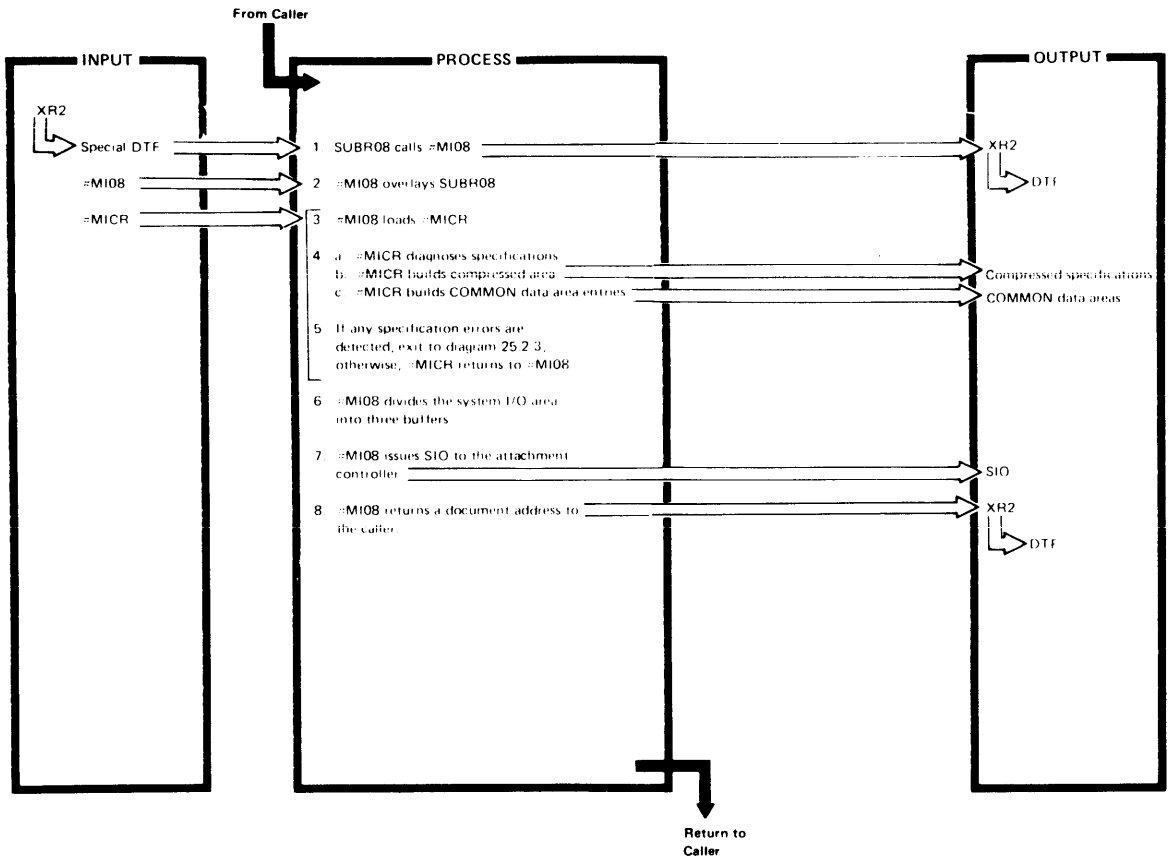 From Caller
INPUT
PROCESS
OUTPUT
XR2
Special DTF
#MI08
#MICR
1. SUBR08 calls #MI08
2. #MI08 overlays SUBR08
3. #MI08 loads #MICR
4. a. #MICR diagnoses specifications
b. #MICR builds compressed area
c. #MICR builds COMMON data area entries
5. If any specification errors are
detected, exit to diagram 25.2.3,
otherwise, #MICR returns to #MI08
6. #MI08 divides the system I/O area
into three buffers
7. #MI08 issues SIO to the attachment
controller
8. #MI08 returns a document address to
the caller.
XR2
DTF
Compressed specifications
COMMON data areas
SIO
XR2
DTF
Return to
Caller